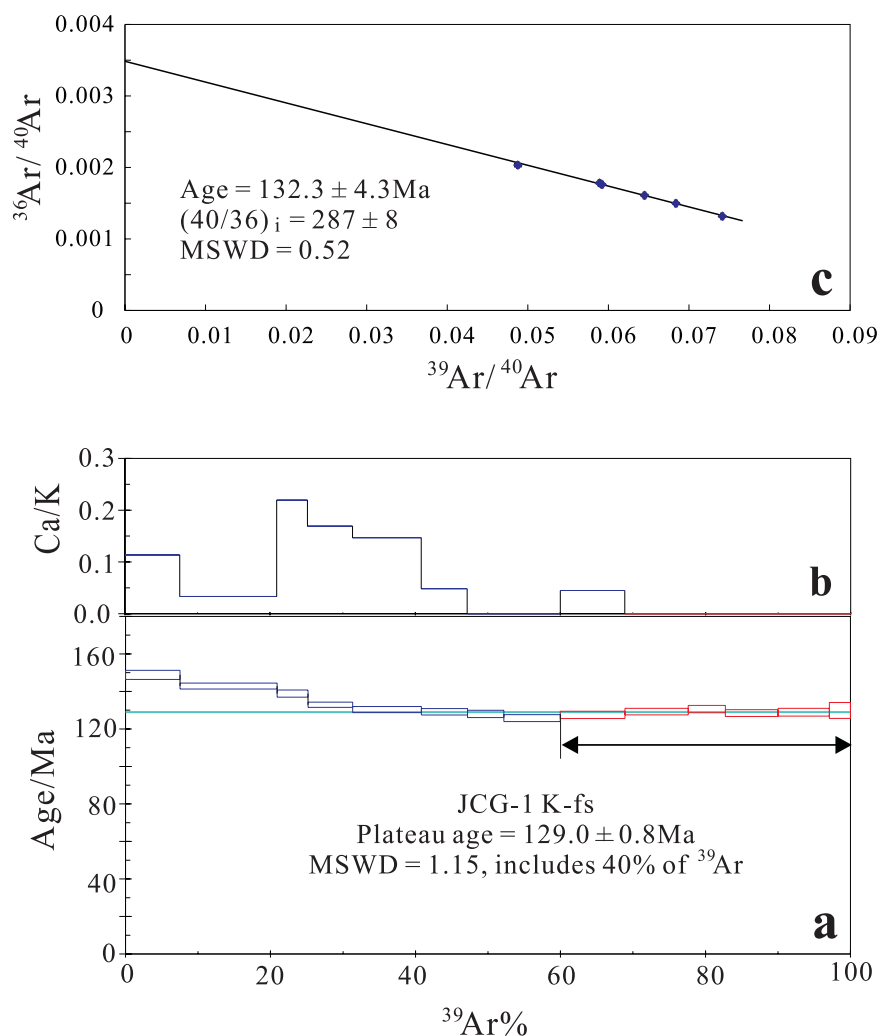 0.004
0.003
0.002
0.001
0
³⁶Ar/⁴⁰Ar
Age = 132.3 ± 4.3Ma
(40/36) i = 287 ± 8
MSWD = 0.52
c
0 0.01 0.02 0.03 0.04 0.05 0.06 0.07 0.08 0.09
³⁹Ar/⁴⁰Ar
0.3
0.2
0.1
0.0
Ca/K
b
160
120
80
60
40
0
Age/Ma
JCG-1 K-fs
Plateau age = 129.0 ± 0.8Ma
MSWD = 1.15, includes 40% of ³⁹Ar
a
0 20 40 60 80 100
³⁹Ar%